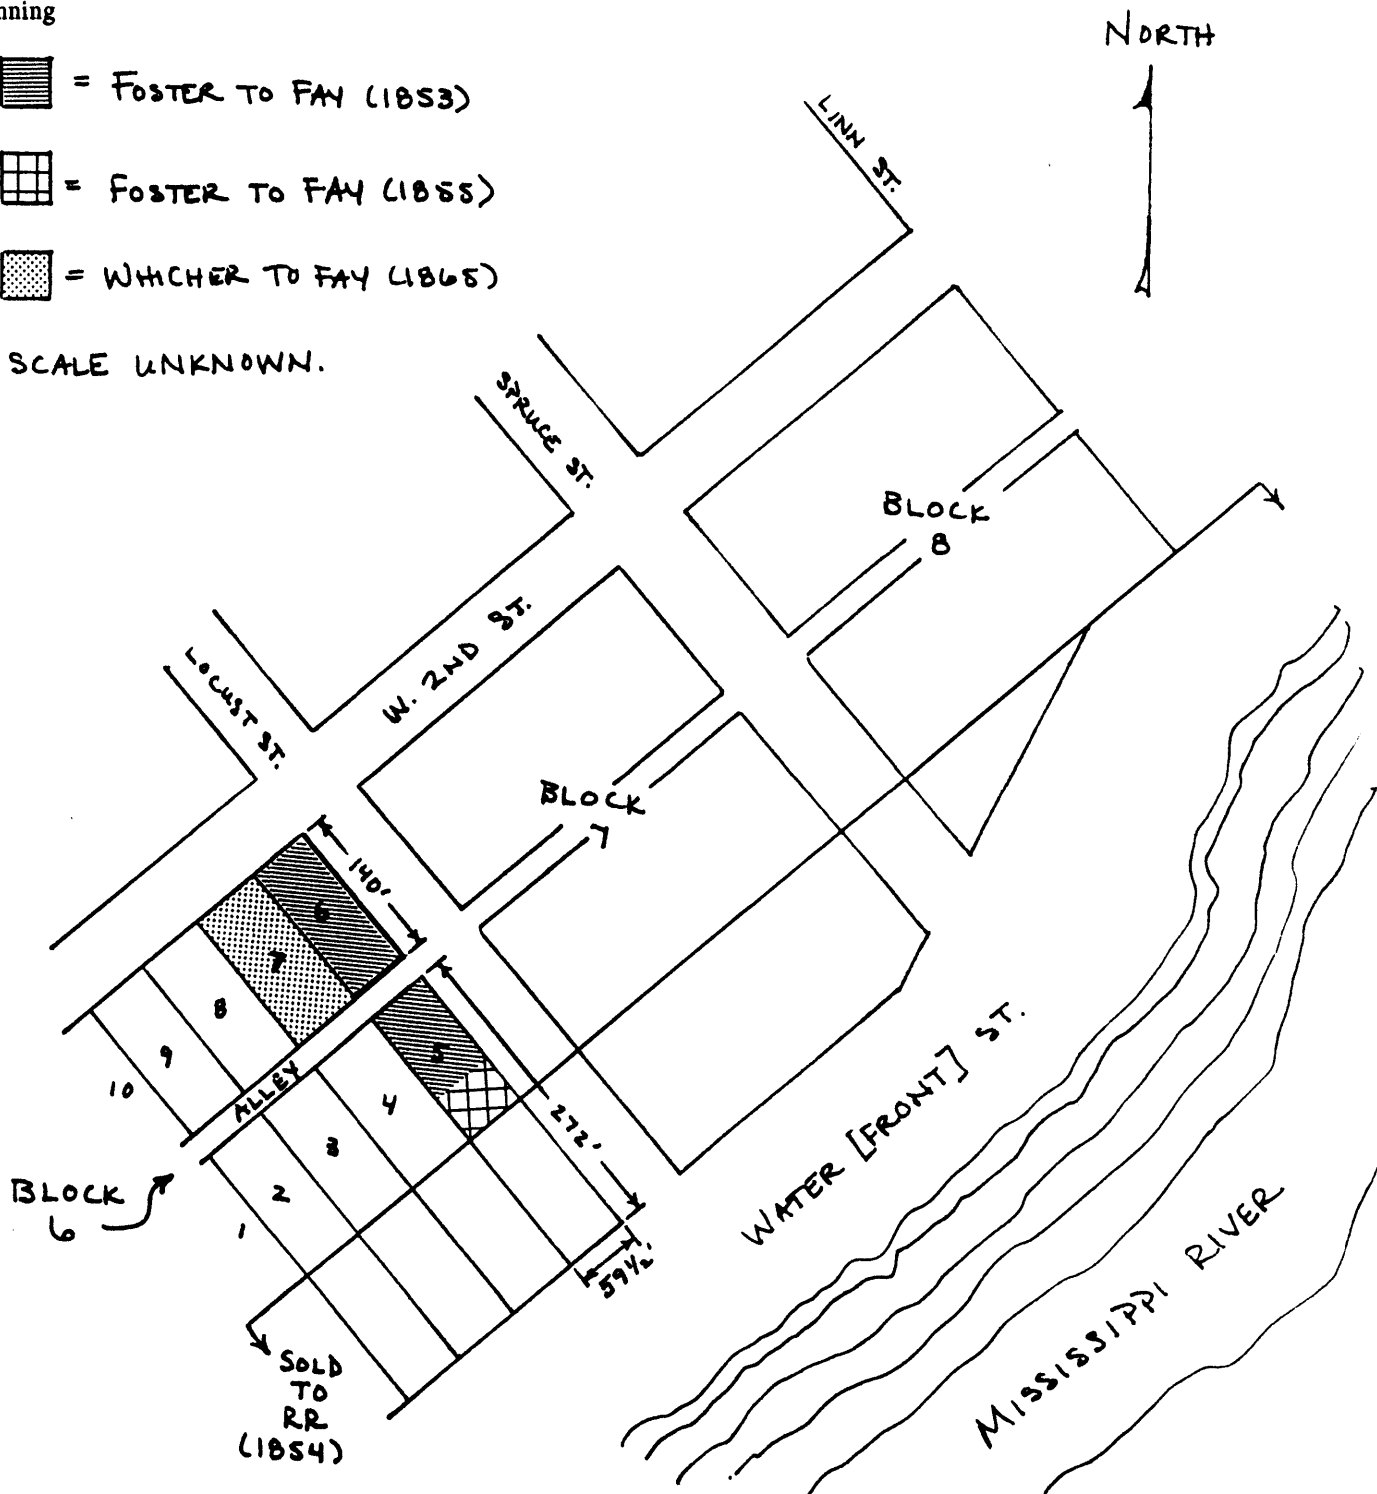 nning
= FOSTER TO FAY (1853)
= FOSTER TO FAY (1855)
= WHICHER TO FAY (1865)
SCALE UNKNOWN.
NORTH
LINN ST.
SPRUCE ST.
BLOCK
8
W. 2ND ST.
LOCUST ST.
BLOCK
7
140'
6
7
8
9
10
ALLEY
5
4
3
2
1
272'
59 1/2'
BLOCK
6
SOLD
TO
RR
(1854)
WATER [FRONT] ST.
MISSISSIPPI RIVER